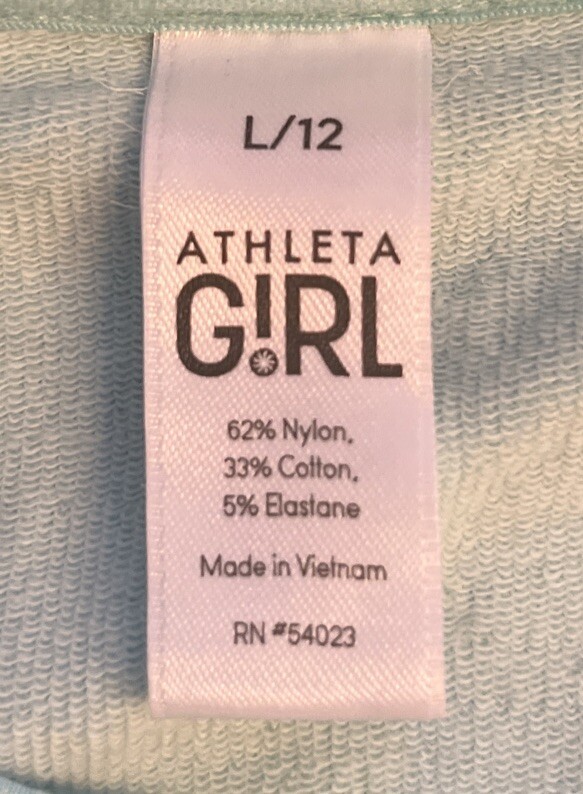 L/12
ATHLETA
G!RL
62% Nylon,
33% Cotton,
5% Elastane
Made in Vietnam
RN #54023